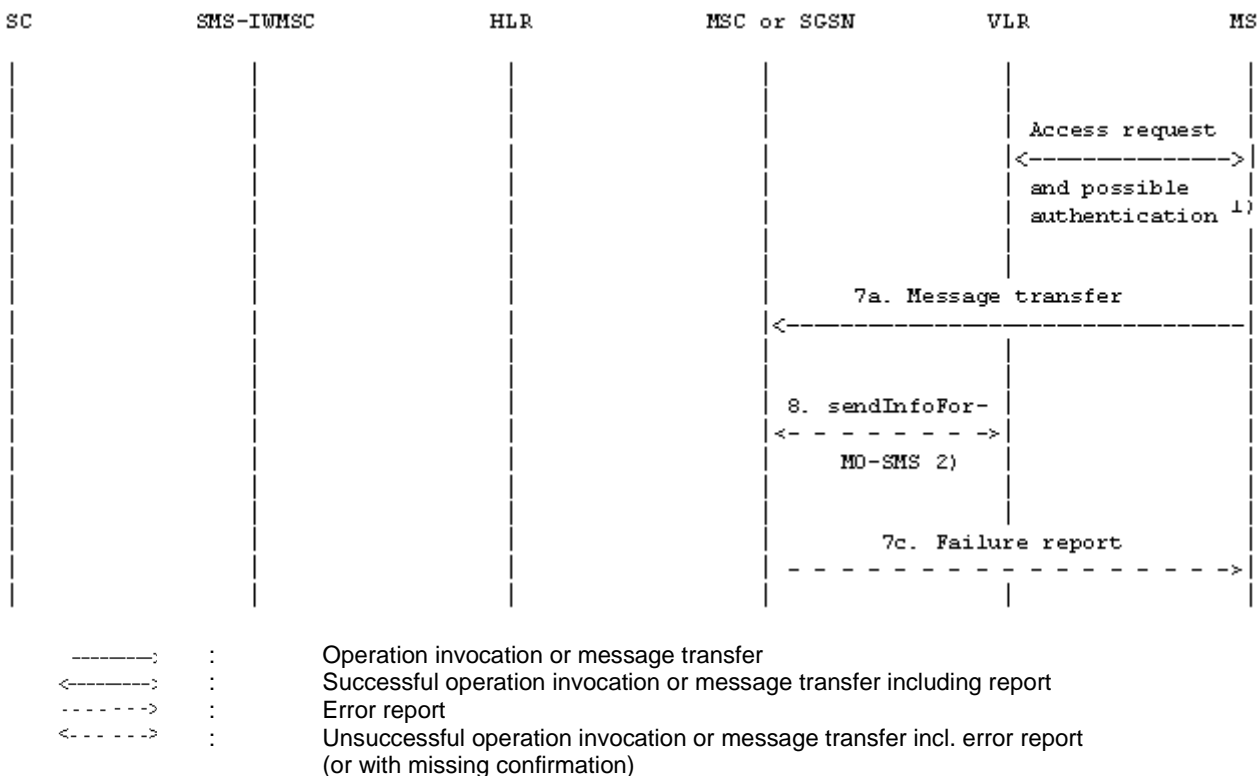 SC SMS-IWMSC HLR MSC or SGSN VLR MS
Access request
and possible
authentication 1)
7a. Message transfer
8. sendInfoFor-
MO-SMS 2)
7c. Failure report
: Operation invocation or message transfer
: Successful operation invocation or message transfer including report
: Error report
: Unsuccessful operation invocation or message transfer incl. error report
(or with missing confirmation)